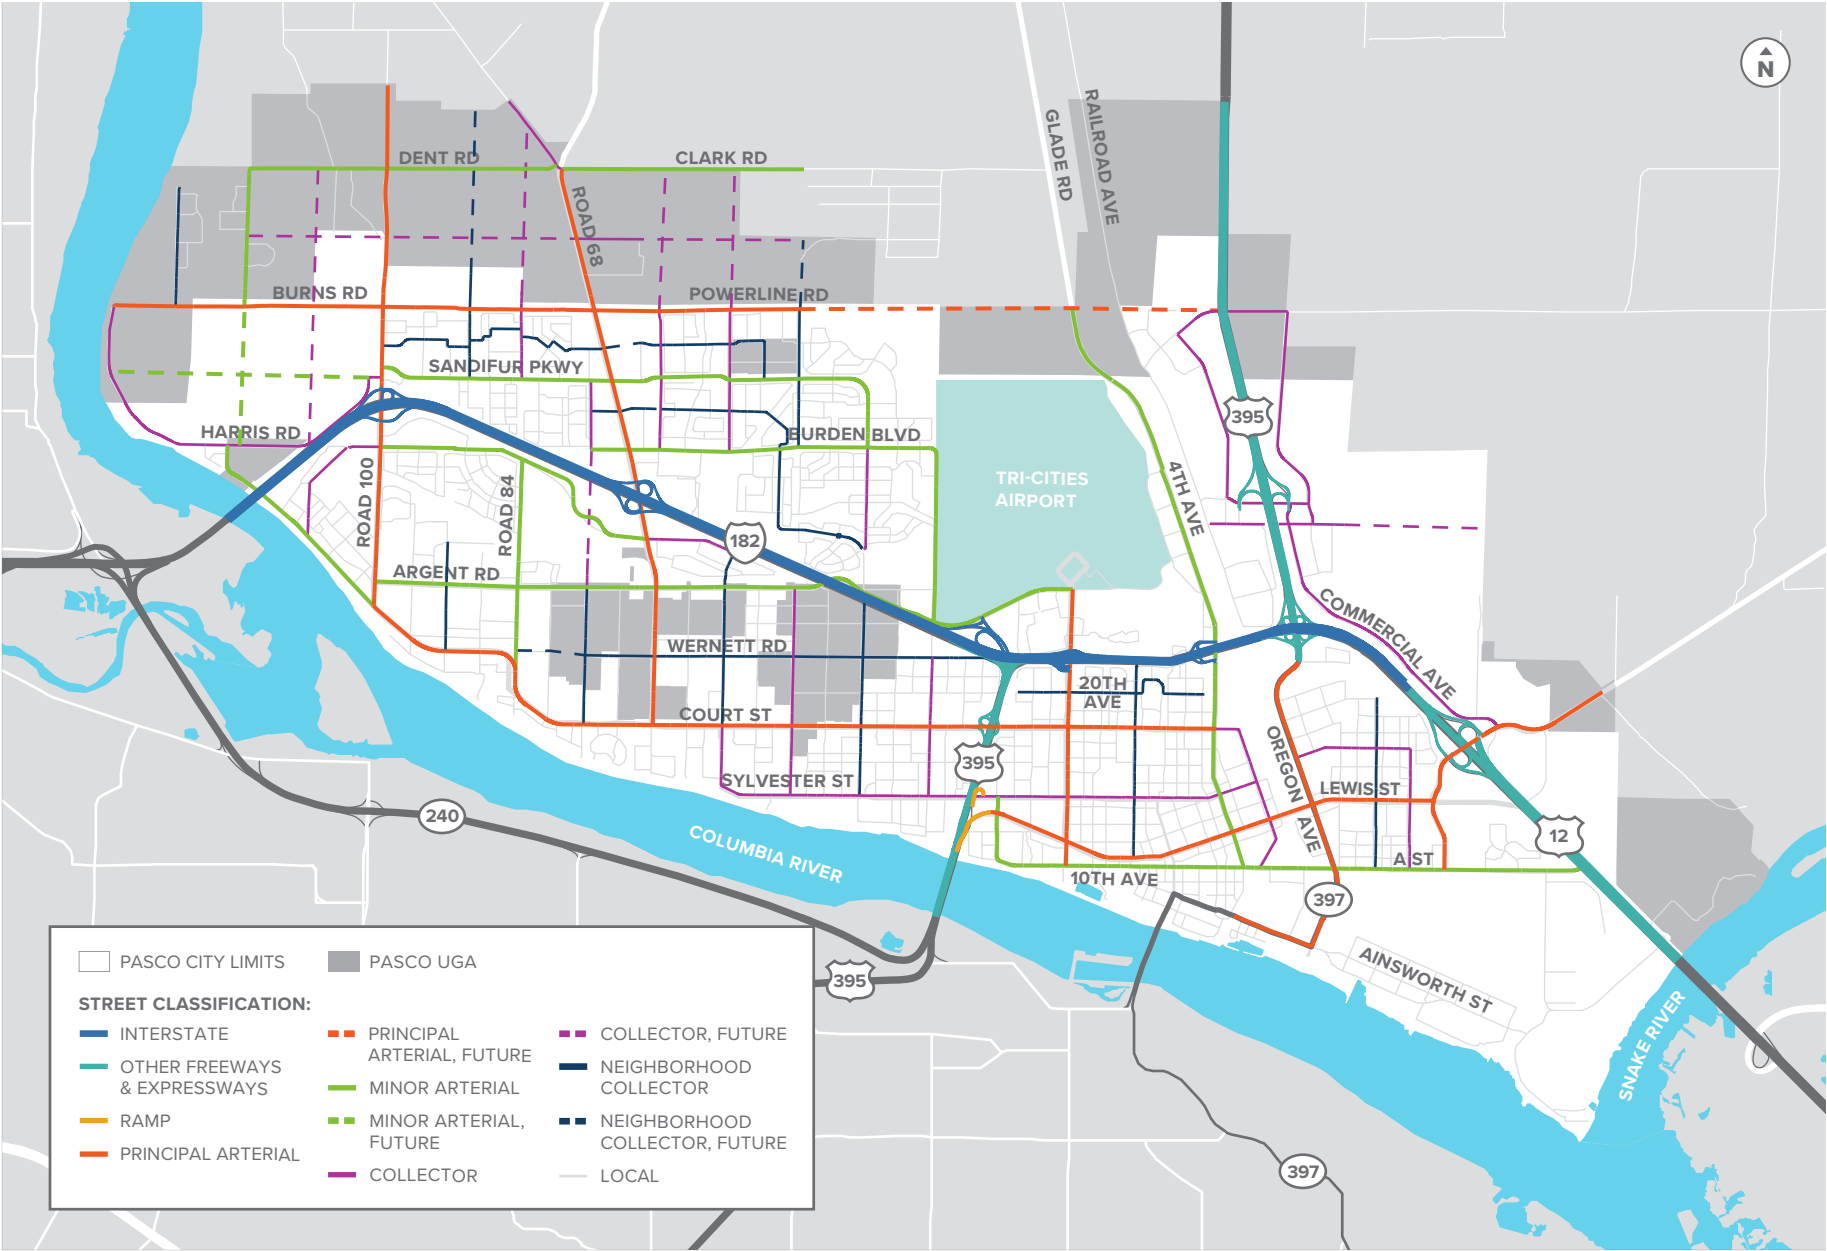 N
RAILROAD AVE
GLADE RD
DENT RD
CLARK RD
ROAD 68
BURNS RD
POWERLINE RD
SANDIFUR PKWY
395
HARRIS RD
BURDEN BLVD
TRI-CITIES
AIRPORT
4TH AVE
ROAD 100
ROAD 84
182
ARGENT RD
COMMERCIAL AVE
WERNETT RD
20TH
AVE
COURT ST
OREGON AVE
395
SYLVESTER ST
LEWIS ST
240
12
COLUMBIA RIVER
A ST
10TH AVE
397
AINSWORTH ST
395
SNAKE RIVER
397
PASCO CITY LIMITS
PASCO UGA
STREET CLASSIFICATION:
INTERSTATE
OTHER FREEWAYS
& EXPRESSWAYS
RAMP
PRINCIPAL ARTERIAL
PRINCIPAL
ARTERIAL, FUTURE
MINOR ARTERIAL
MINOR ARTERIAL,
FUTURE
COLLECTOR
COLLECTOR, FUTURE
NEIGHBORHOOD
COLLECTOR
NEIGHBORHOOD
COLLECTOR, FUTURE
LOCAL